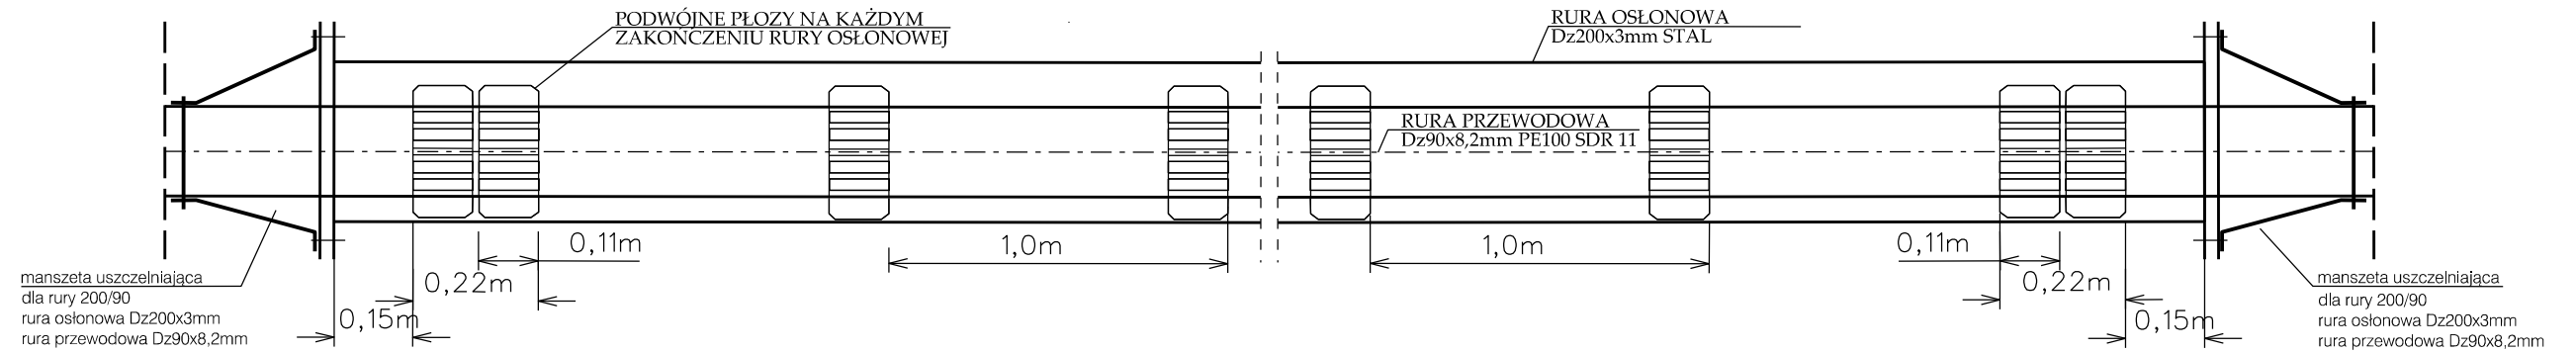 PODWÓJNE PŁOZY NA KAŻDYM
ZAKOŃCZENIU RURY OSŁONOWEJ
RURA OSŁONOWA
Dz200x3mm STAL
RURA PRZEWODOWA
Dz90x8,2mm PE100 SDR 11
0,11m
0,22m
0,15m
1,0m
1,0m
0,11m
0,22m
0,15m
manszeta uszczelniająca
dla rury 200/90
rura osłonowa Dz200x3mm
rura przewodowa Dz90x8,2mm
manszeta uszczelniająca
dla rury 200/90
rura osłonowa Dz200x3mm
rura przewodowa Dz90x8,2mm